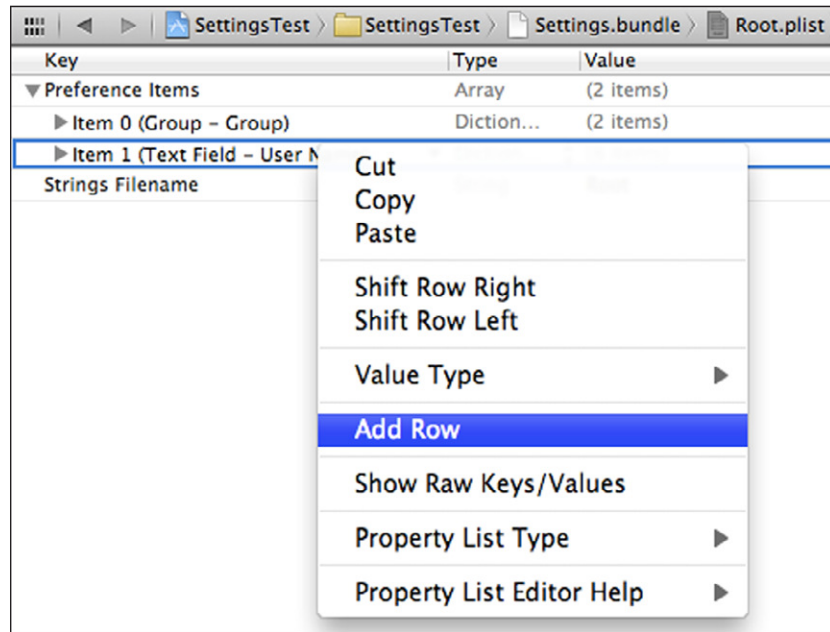 SettingsTest SettingsTest Settings.bundle Root.plist
Key Type Value
Preference Items Array (2 items)
Item 0 (Group – Group) Diction... (2 items)
Item 1 (Text Field – User
Strings Filename
Cut
Copy
Paste
Shift Row Right
Shift Row Left
Value Type
Add Row
Show Raw Keys/Values
Property List Type
Property List Editor Help